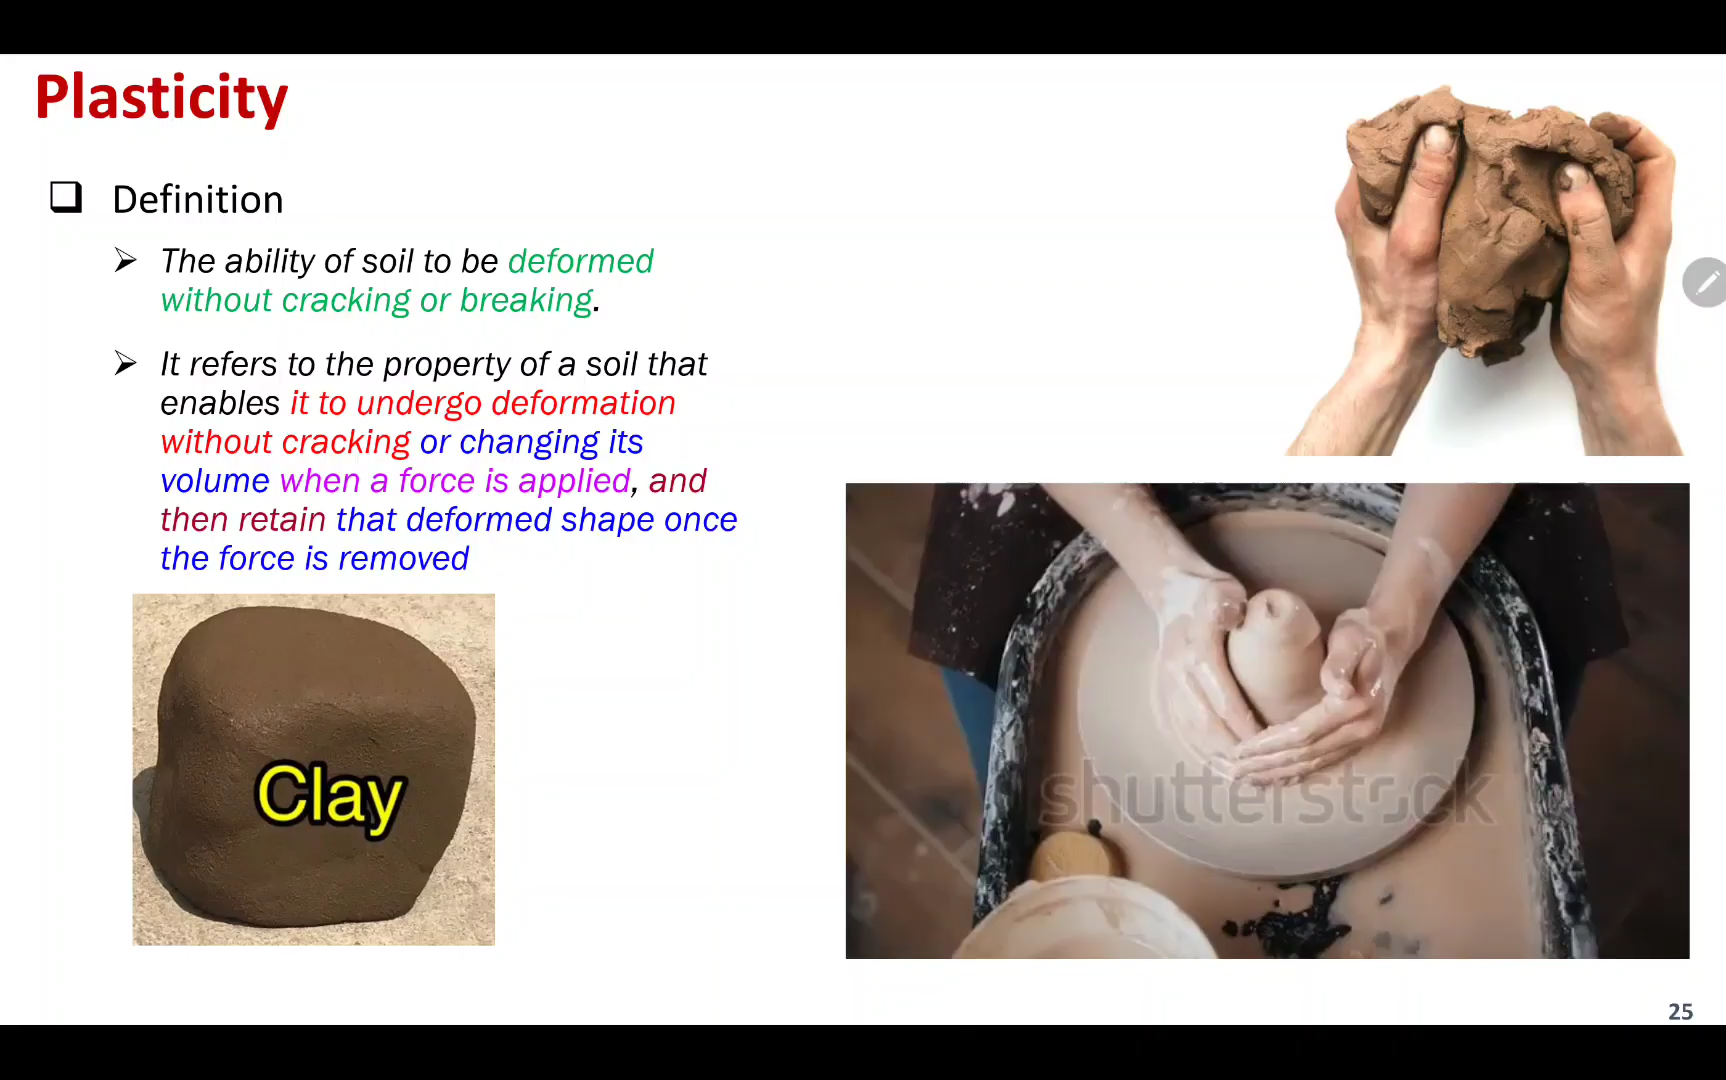 Plasticity
Definition
The ability of soil to be deformed
without cracking or breaking.
It refers to the property of a soil that
enables it to undergo deformation
without cracking or changing its
volume when a force is applied, and
then retain that deformed shape once
the force is removed
Clay
shutterstock
25